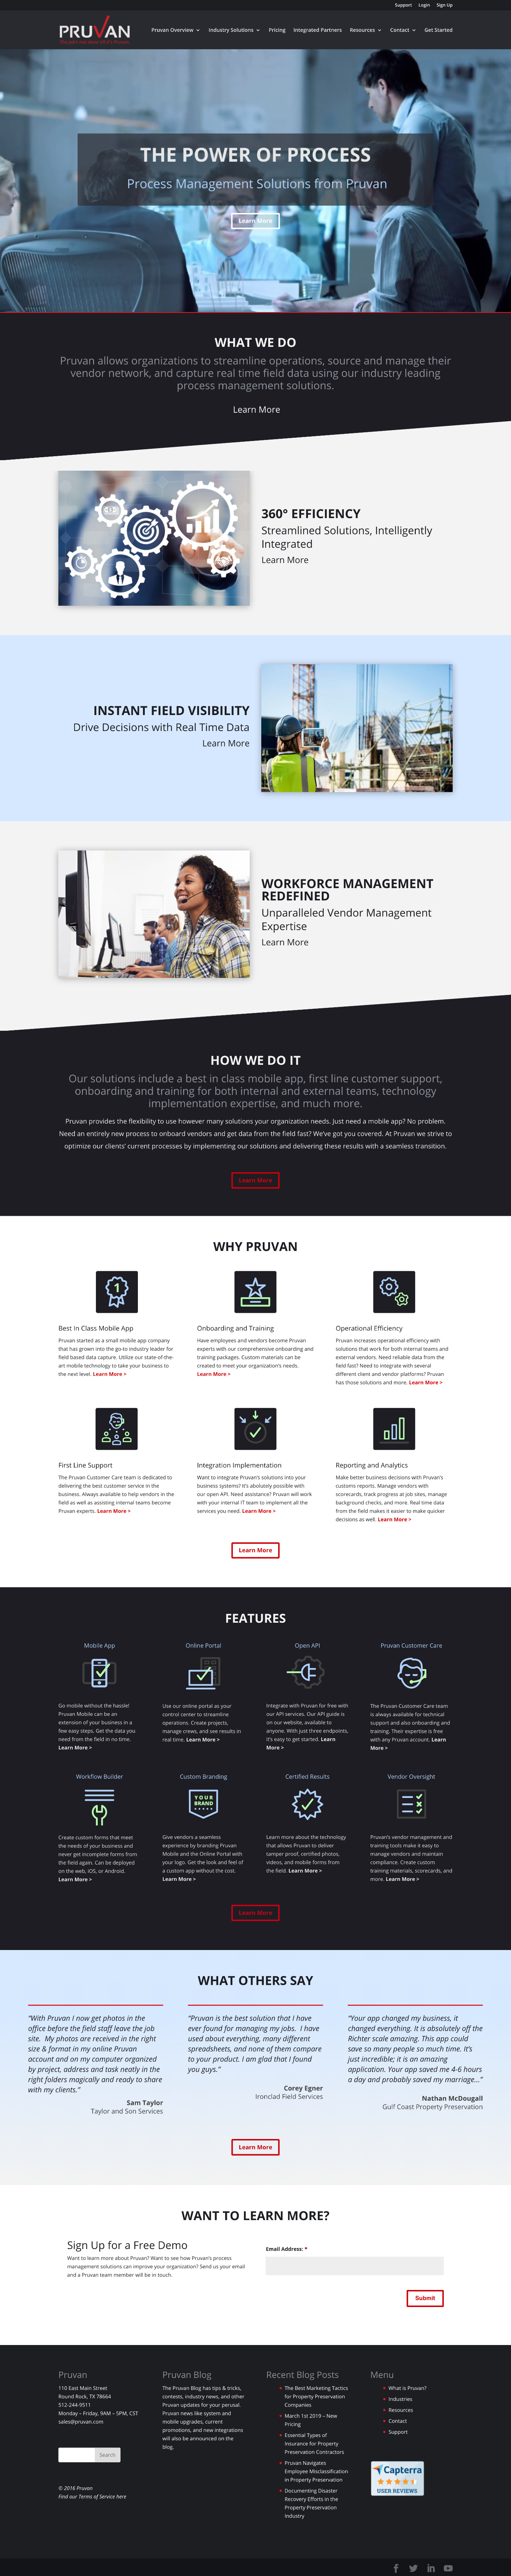 Support Login Sign Up
PRUVAN
Pruvan Overview Industry Solutions Pricing Integrated Partners Resources Contact Get Started
THE POWER OF PROCESS
Process Management Solutions from Pruvan
Learn More
WHAT WE DO
Pruvan allows organizations to streamline operations, source and manage their
vendor network, and capture real time field data using our industry leading
process management solutions.
Learn More
360° EFFICIENCY
Streamlined Solutions, Intelligently
Integrated
Learn More
INSTANT FIELD VISIBILITY
Drive Decisions with Real Time Data
Learn More
WORKFORCE MANAGEMENT
REDEFINED
Unparalleled Vendor Management
Expertise
Learn More
HOW WE DO IT
Our solutions include a best in class mobile app, first line customer support,
onboarding and training for both internal and external teams, technology
implementation expertise, and much more.
Pruvan provides the flexibility to use however many solutions your organization needs. Just need a mobile app? No problem.
Need an entirely new process to onboard vendors and get data from the field fast? We've got you covered. At Pruvan we strive to
optimize our clients' current processes by implementing our solutions and delivering these results with a seamless transition.
Learn More
WHY PRUVAN
1
Best In Class Mobile App
Pruvan started as a small mobile app company
that has grown into the go-to industry leader for
field based data capture. Utilize our state-of-the-
art mobile technology to take your business to
the next level. Learn More >
Onboarding and Training
Have employees and vendors become Pruvan
experts with our comprehensive onboarding and
training packages. Custom materials can be
created to meet your organization's needs.
Learn More >
Operational Efficiency
Pruvan increases operational efficiency with
solutions that work for both internal teams and
external vendors. Need reliable data from the
field fast? Need to integrate with several
different client and vendor platforms? Pruvan
has those solutions and more. Learn More >
First Line Support
The Pruvan Customer Care team is dedicated to
delivering the best customer service in the
business. Always available to help vendors in the
field as well as assisting internal teams become
Pruvan experts. Learn More >
Integration Implementation
Want to integrate Pruvan's solutions into your
business systems? It's absolutely possible with
our open API. Need assistance? Pruvan will work
with your internal IT team to implement all the
services you need. Learn More >
Reporting and Analytics
Make better business decisions with Pruvan's
customs reports. Manage vendors with
scorecards, track progress at job sites, manage
background checks, and more. Real time data
from the field makes it easier to make quicker
decisions as well. Learn More >
Learn More
FEATURES
Mobile App
Go mobile without the hassle!
Pruvan Mobile can be an
extension of your business in a
few easy steps. Get the data you
need from the field in no time.
Learn More >
Online Portal
Use our online portal as your
control center to streamline
operations. Create projects,
manage crews, and see results in
real time. Learn More >
Open API
Integrate with Pruvan for free with
our API services. Our API guide is
on our website, available to
anyone. With just three endpoints,
it's easy to get started. Learn
More >
Pruvan Customer Care
The Pruvan Customer Care team
is always available for technical
support and also onboarding and
training. Their expertise is free
with any Pruvan account. Learn
More >
Workflow Builder
Create custom forms that meet
the needs of your business and
never get incomplete forms from
the field again. Can be deployed
on the web, iOS, or Android.
Learn More >
Custom Branding
YOUR
BRAND
Give vendors a seamless
experience by branding Pruvan
Mobile and the Online Portal with
your logo. Get the look and feel of
a custom app without the cost.
Learn More >
Certified Results
Learn more about the technology
that allows Pruvan to deliver
tamper proof, certified photos,
videos, and mobile forms from
the field. Learn More >
Vendor Oversight
Pruvan's vendor management and
training tools make it easy to
manage vendors and maintain
compliance. Create custom
training materials, scorecards, and
more. Learn More >
Learn More
WHAT OTHERS SAY
"With Pruvan I now get photos in the
office before the field staff leave the job
site. My photos are received in the right
size & format in my online Pruvan
account and on my computer organized
by project, address and task neatly in the
right folders magically and ready to share
with my clients."
Sam Taylor
Taylor and Son Services
"Pruvan is the best solution that I have
ever found for managing my jobs. I have
used about everything, many different
spreadsheets, and none of them compare
to your product. I am glad that I found
you guys."
Corey Egner
Ironclad Field Services
"Your app changed my business, it
changed everything. It is absolutely off the
Richter scale amazing. This app could
save so many people so much time. It's
just incredible; it is an amazing
application. Your app saved me 4-6 hours
a day and probably saved my marriage…"
Nathan McDougall
Gulf Coast Property Preservation
Learn More
WANT TO LEARN MORE?
Sign Up for a Free Demo
Want to learn more about Pruvan? Want to see how Pruvan's process
management solutions can improve your organization? Send us your email
and a Pruvan team member will be in touch.
Email Address: *
Submit
Pruvan
110 East Main Street
Round Rock, TX 78664
512-244-9511
Monday – Friday, 9AM – 5PM, CST
sales@pruvan.com
Search
© 2016 Pruvan
Find our Terms of Service here
Pruvan Blog
The Pruvan Blog has tips & tricks,
contests, industry news, and other
Pruvan updates for your perusal.
Pruvan news like system and
mobile upgrades, current
promotions, and new integrations
will also be announced on the
blog.
Recent Blog Posts
The Best Marketing Tactics
for Property Preservation
Companies
March 1st 2019 – New
Pricing
Essential Types of
Insurance for Property
Preservation Contractors
Pruvan Navigates
Employee Misclassification
in Property Preservation
Documenting Disaster
Recovery Efforts in the
Property Preservation
Industry
Menu
What is Pruvan?
Industries
Resources
Contact
Support
Capterra
USER REVIEWS